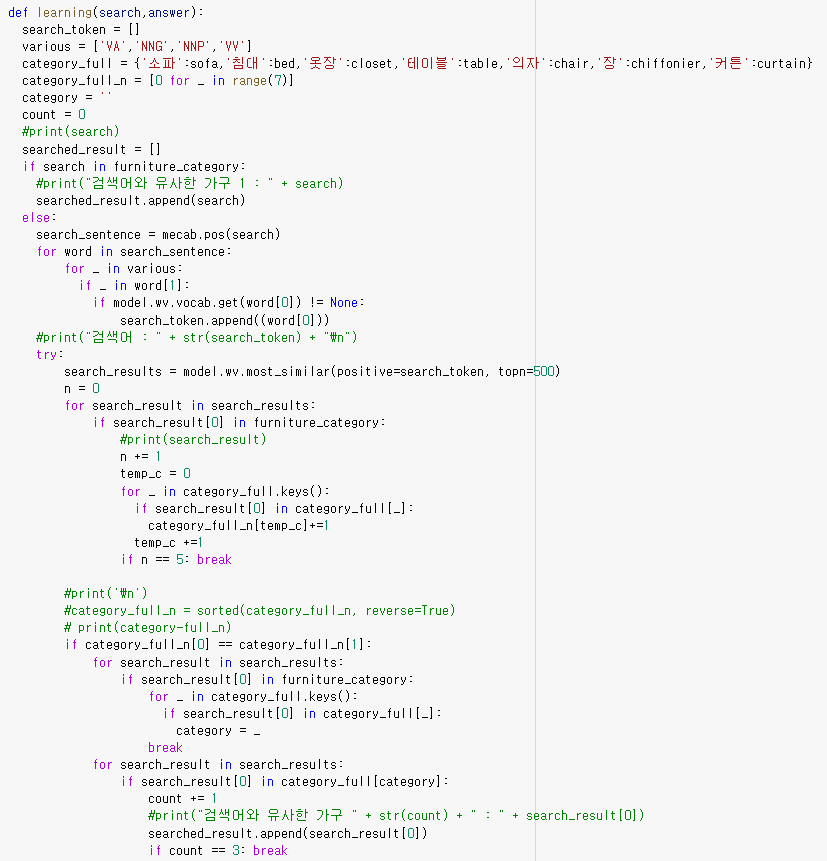 def learning(search,answer):
  search_token = []
  various = ['VA','NNG','NNP','VV']
  category_full = {'소파':sofa,'침대':bed,'옷장':closet,'테이블':table,'의자':chair,'장':chiffonier,'커튼':curtain}
  category_full_n = [0 for _ in range(7)]
  category = ''
  count = 0
  #print(search)
  searched_result = []
  if search in furniture_category:
    #print("검색어와 유사한 가구 1 : " + search)
    searched_result.append(search)
  else:
    search_sentence = mecab.pos(search)
    for word in search_sentence:
        for _ in various:
          if _ in word[1]:
            if model.wv.vocab.get(word[0]) != None:
                search_token.append((word[0]))
    #print("검색어 : " + str(search_token) + "₩n")
    try:
        search_results = model.wv.most_similar(positive=search_token, topn=500)
        n = 0
        for search_result in search_results:
            if search_result[0] in furniture_category:
                #print(search_result)
                n += 1
                temp_c = 0
                for _ in category_full.keys():
                  if search_result[0] in category_full[_]:
                    category_full_n[temp_c]+=1
                  temp_c +=1
                if n == 5: break

        #print('₩n')
        #category_full_n = sorted(category_full_n, reverse=True)
        # print(category-full_n)
        if category_full_n[0] == category_full_n[1]:
            for search_result in search_results:
                if search_result[0] in furniture_category:
                    for _ in category_full.keys():
                      if search_result[0] in category_full[_]:
                        category = _
                    break
            for search_result in search_results:
                if search_result[0] in category_full[category]:
                    count += 1
                    #print("검색어와 유사한 가구 " + str(count) + " : " + search_result[0])
                    searched_result.append(search_result[0])
                    if count == 3: break